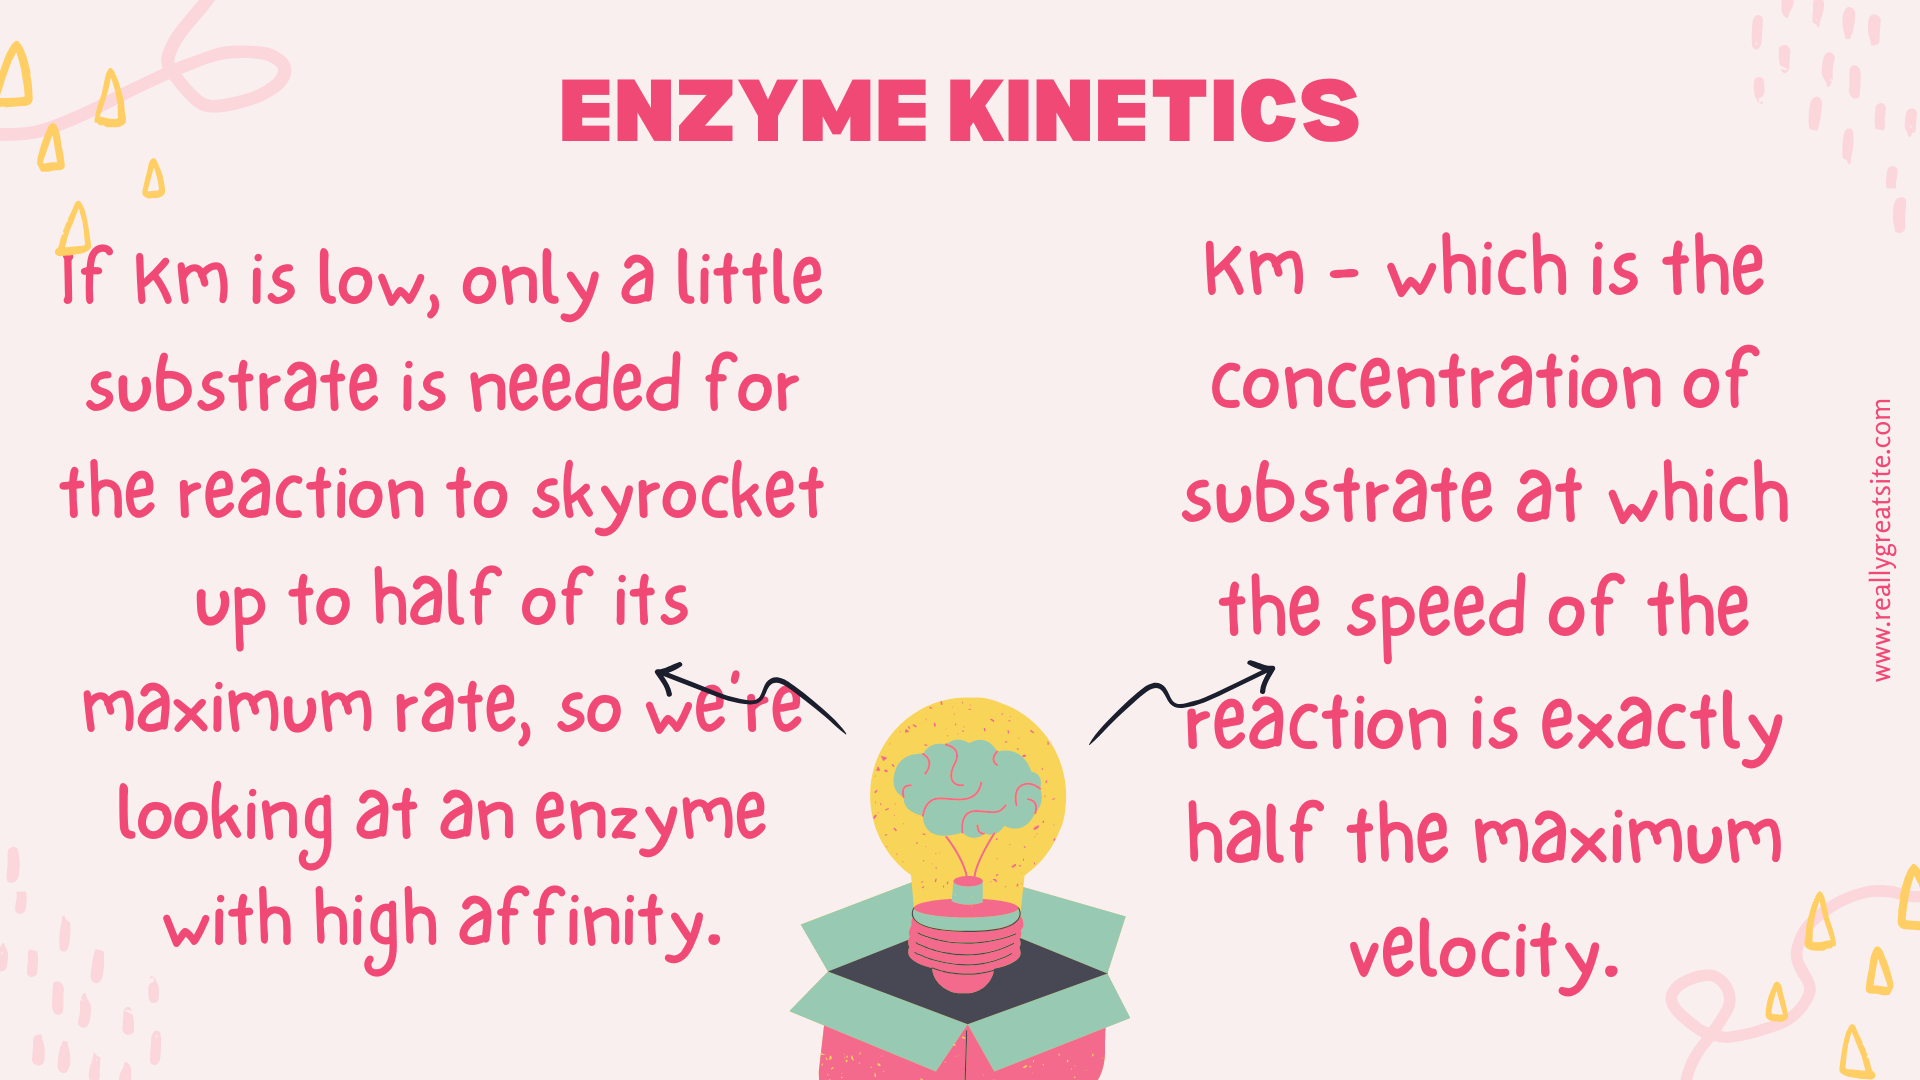 ENZYME KINETICS
If Km is low, only a little
substrate is needed for
the reaction to skyrocket
up to half of its
maximum rate, so we're
looking at an enzyme
with high affinity.
Km - which is the
concentration of
substrate at which
the speed of the
reaction is exactly
half the maximum
velocity.
www.reallygreatsite.com